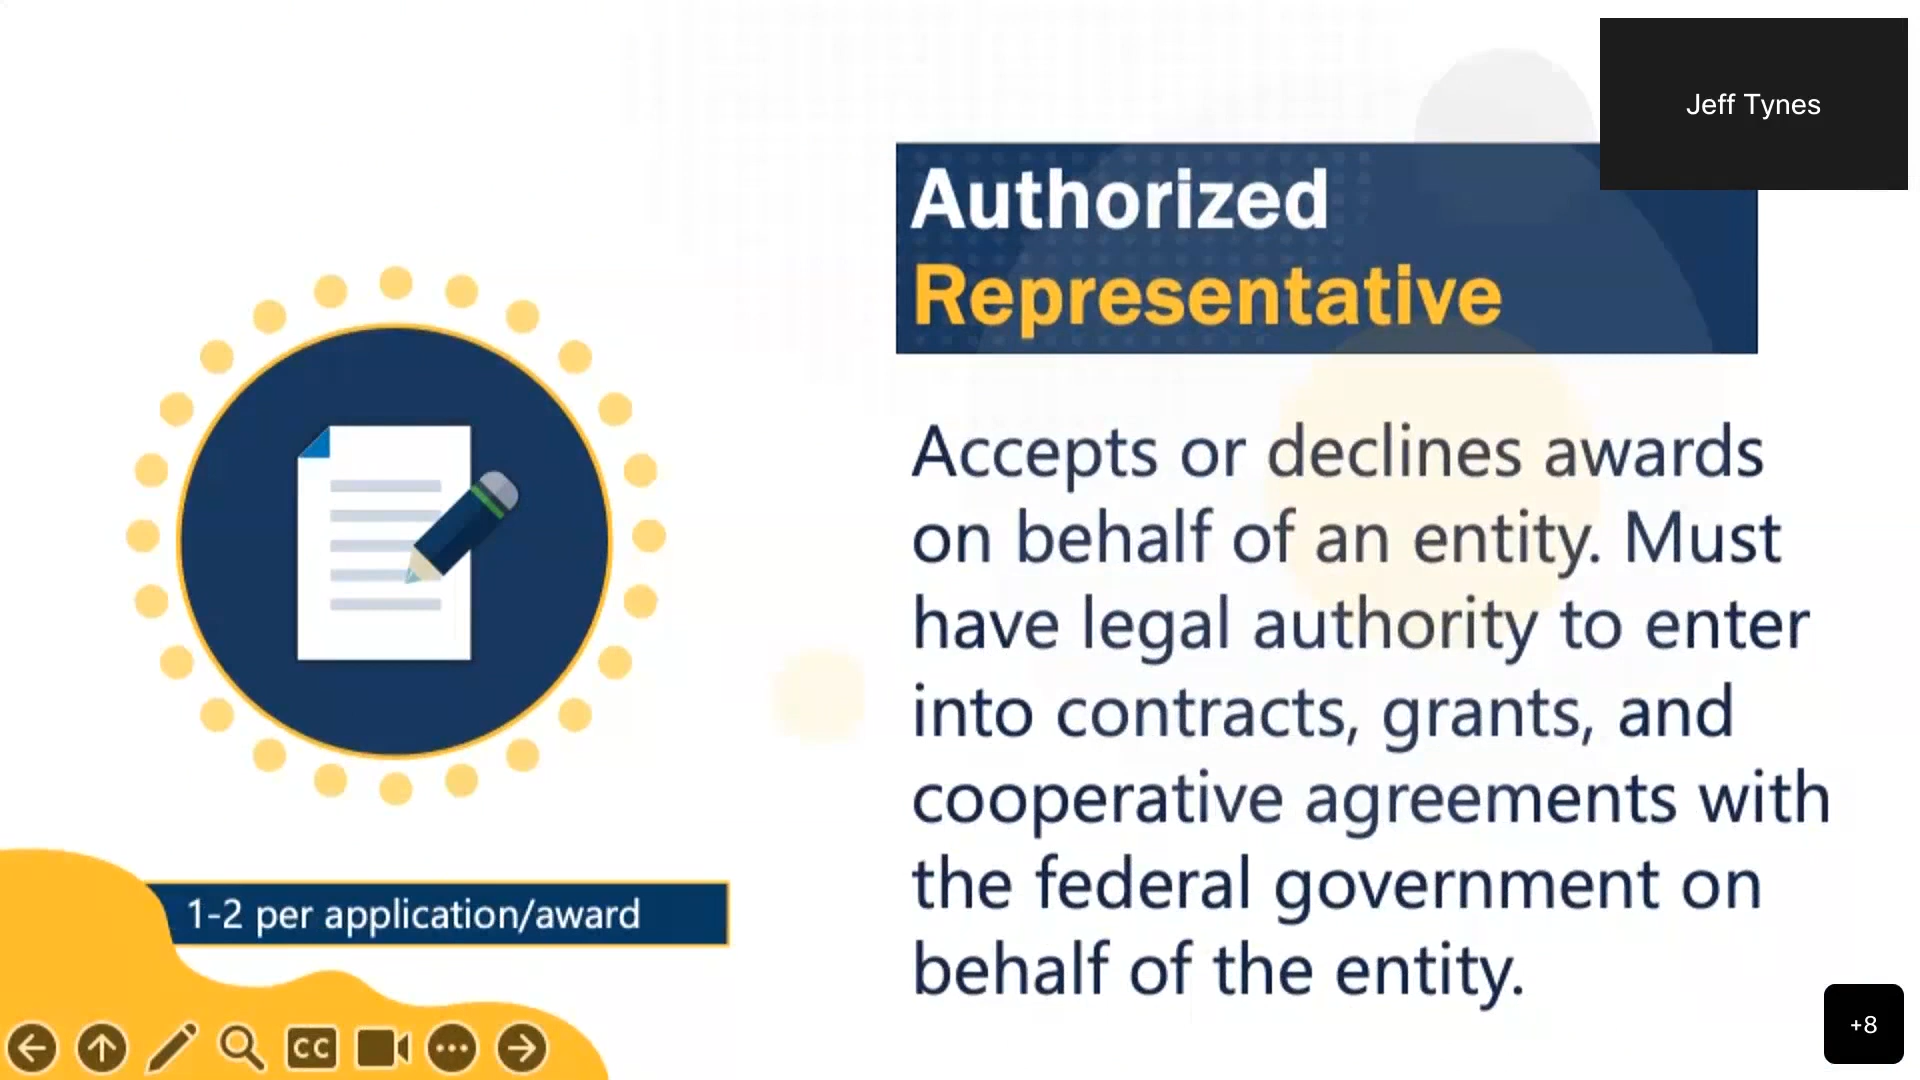 Jeff Tynes
Authorized
Representative
Accepts or declines awards
on behalf of an entity. Must
have legal authority to enter
into contracts, grants, and
cooperative agreements with
the federal government on
behalf of the entity.
1-2 per application/award
CC
+8